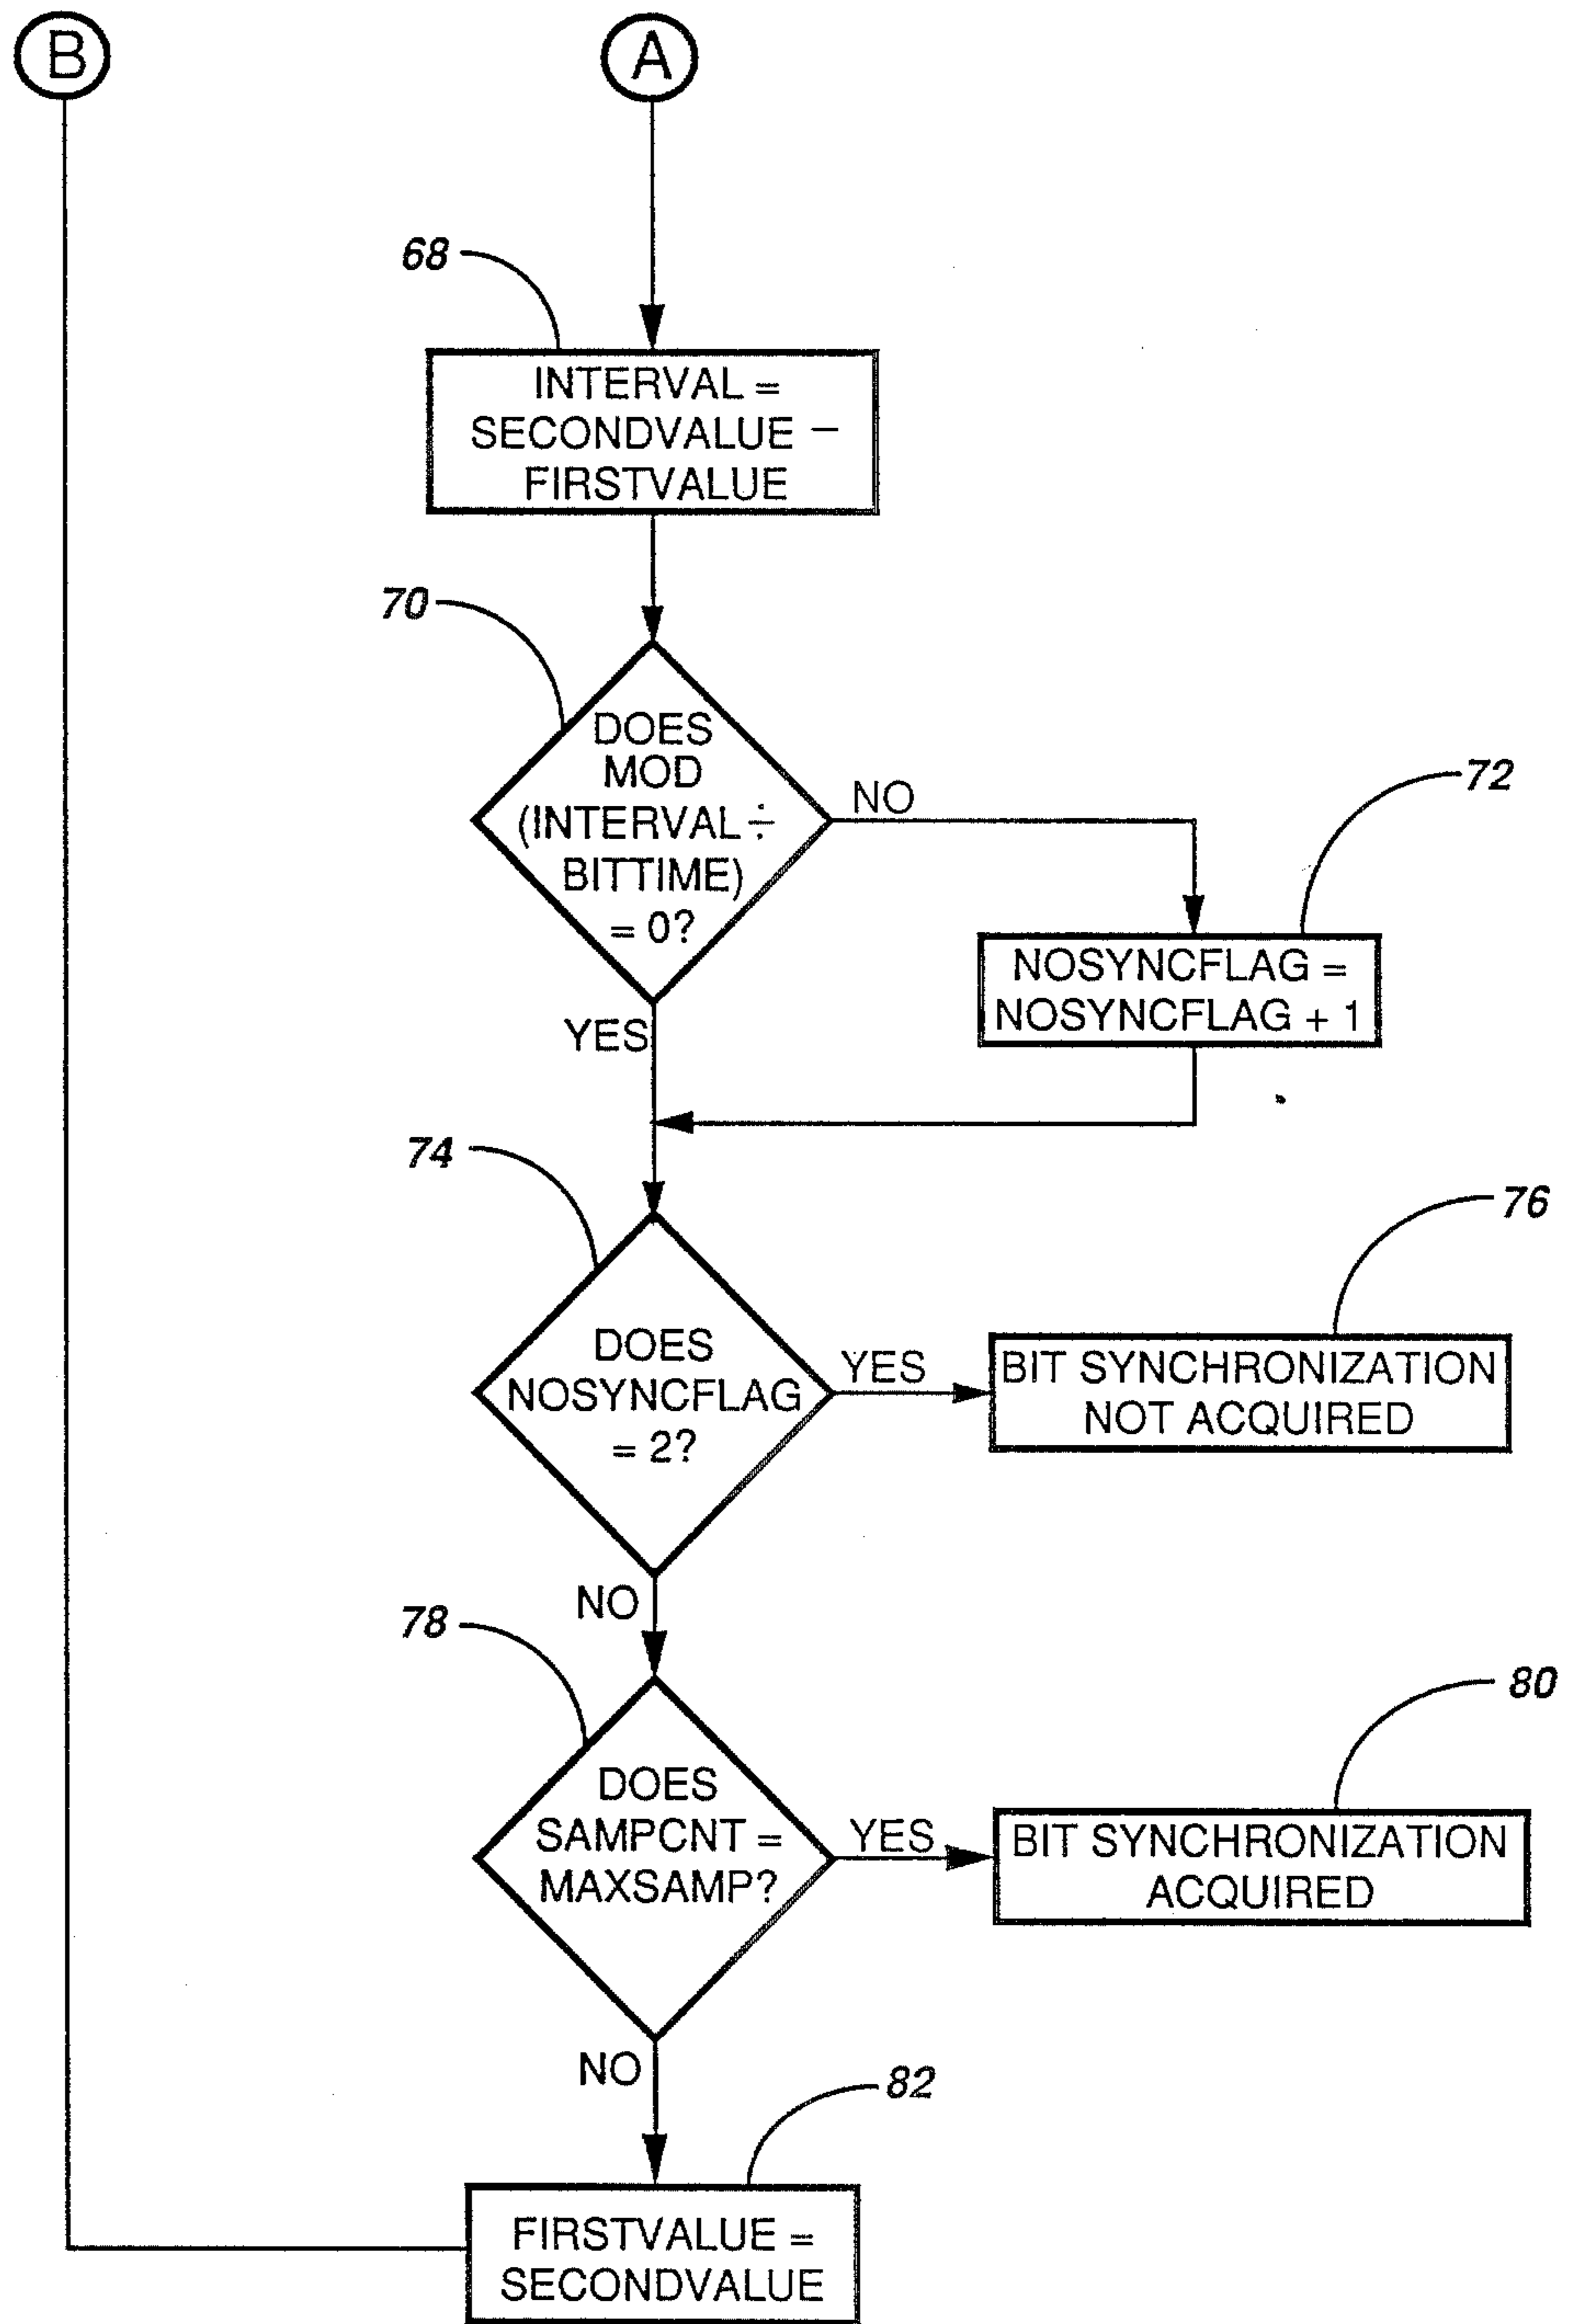 B
A
68
INTERVAL =
SECONDVALUE –
FIRSTVALUE
70
DOES
MOD
(INTERVAL ÷
BITTIME)
= 0?
NO
72
NOSYNCFLAG =
NOSYNCFLAG + 1
YES
74
DOES
NOSYNCFLAG
= 2?
YES
76
BIT SYNCHRONIZATION
NOT ACQUIRED
NO
78
DOES
SAMPCNT =
MAXSAMP?
YES
80
BIT SYNCHRONIZATION
ACQUIRED
NO
82
FIRSTVALUE =
SECONDVALUE